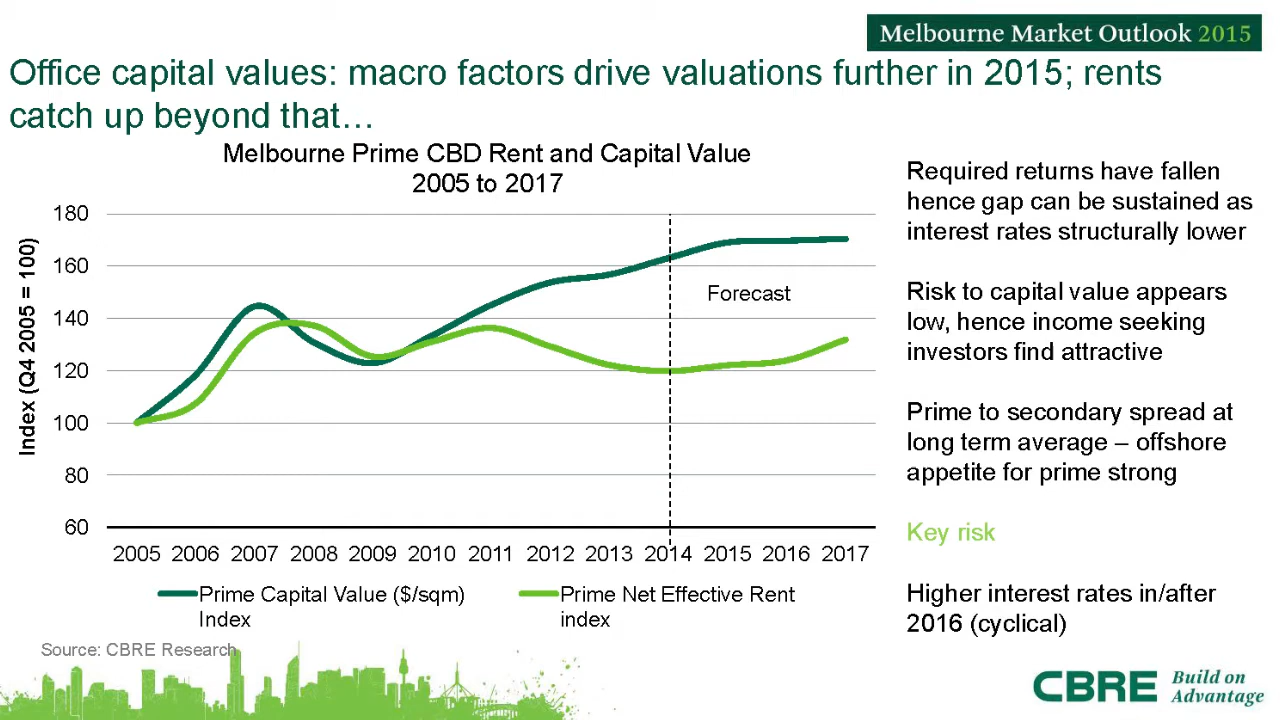 Melbourne Market Outlook 2015
Office capital values: macro factors drive valuations further in 2015; rents
catch up beyond that…
Melbourne Prime CBD Rent and Capital Value
2005 to 2017
Index (Q4 2005 = 100)
180
160
140
120
100
80
60
Forecast
2005 2006 2007 2008 2009 2010 2011 2012 2013 2014 2015 2016 2017
Prime Capital Value ($/sqm)
Index
Prime Net Effective Rent
index
Source: CBRE Research
Required returns have fallen
hence gap can be sustained as
interest rates structurally lower
Risk to capital value appears
low, hence income seeking
investors find attractive
Prime to secondary spread at
long term average – offshore
appetite for prime strong
Key risk
Higher interest rates in/after
2016 (cyclical)
CBRE
Build on
Advantage